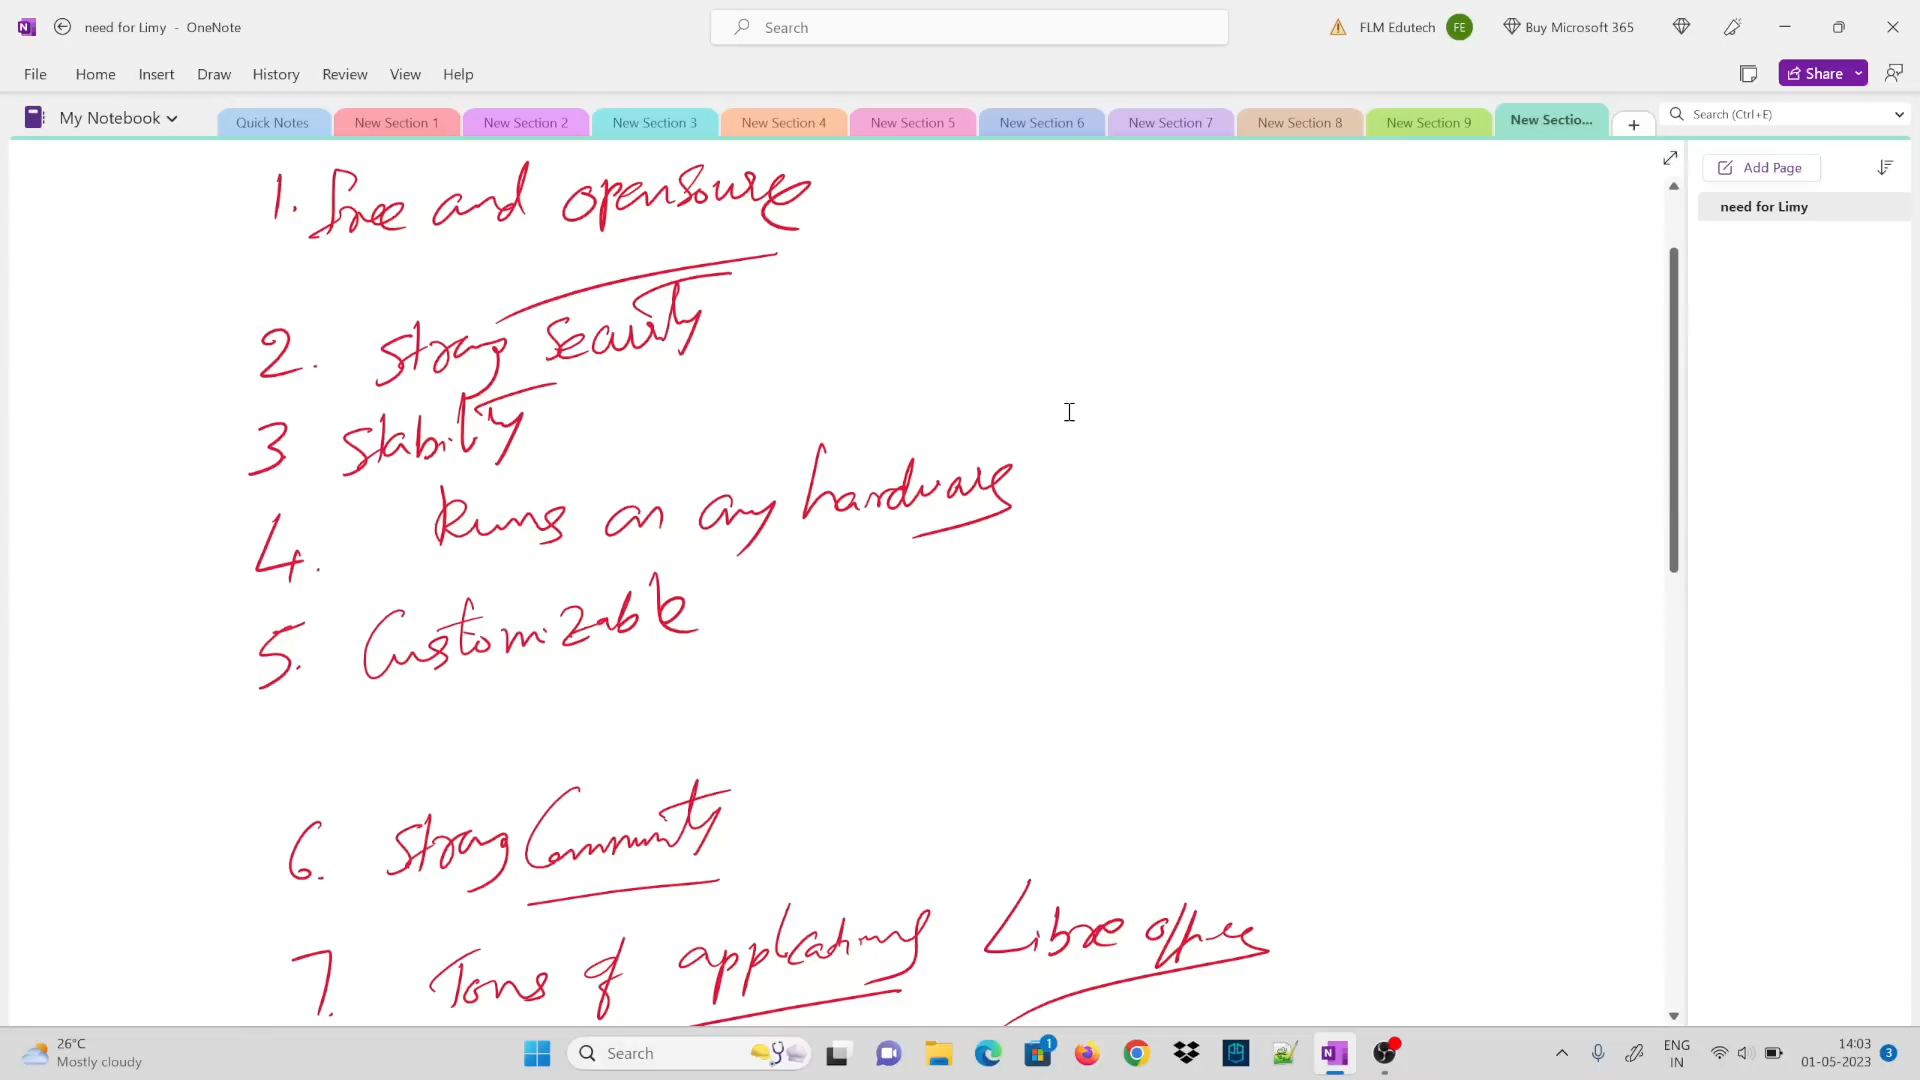 need for Limy - OneNote
Search
FLM Edutech
FE
Buy Microsoft 365
File Home Insert Draw History Review View Help
Share
My Notebook
Quick Notes New Section 1 New Section 2 New Section 3 New Section 4 New Section 5 New Section 6 New Section 7 New Section 8 New Section 9 New Sectio... +
Search (Ctrl+E)
Add Page
need for Limy
1. free and opensource
2. Strong Security
3 Stability
4. Runs on any hardware
5. Customizable
6. Strong Community
7. Tons of applications Libre office
26°C
Mostly cloudy
Search
1
ENG
IN
14:03
01-05-2023
3